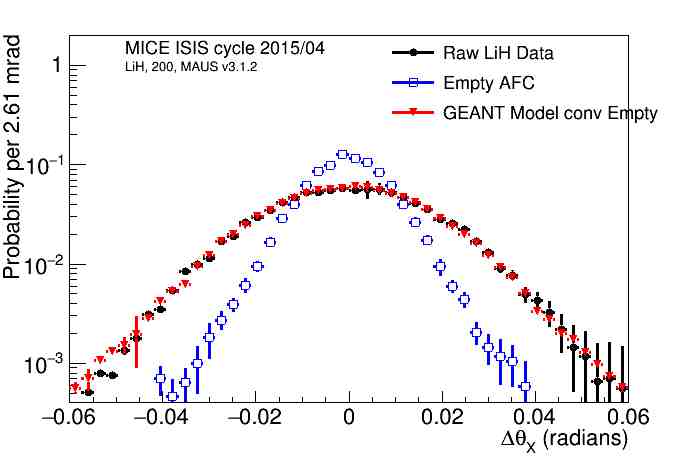 MICE ISIS cycle 2015/04
LiH, 200, MAUS v3.1.2
Raw LiH Data
Empty AFC
GEANT Model conv Empty
Probability per 2.61 mrad
1
10⁻¹
10⁻²
10⁻³
−0.06 −0.04 −0.02 0 0.02 0.04 0.06
Δθ_X (radians)